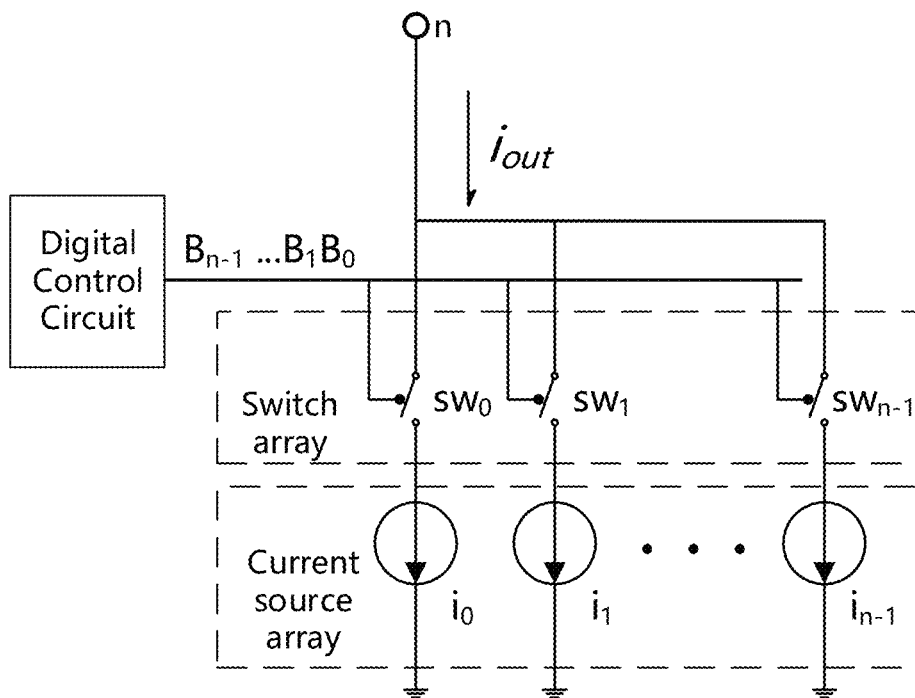 n
i_out
Digital
Control
Circuit
B_n-1 ...B_1B_0
Switch
array
sw_0
sw_1
sw_n-1
Current
source
array
i_0
i_1
i_n-1